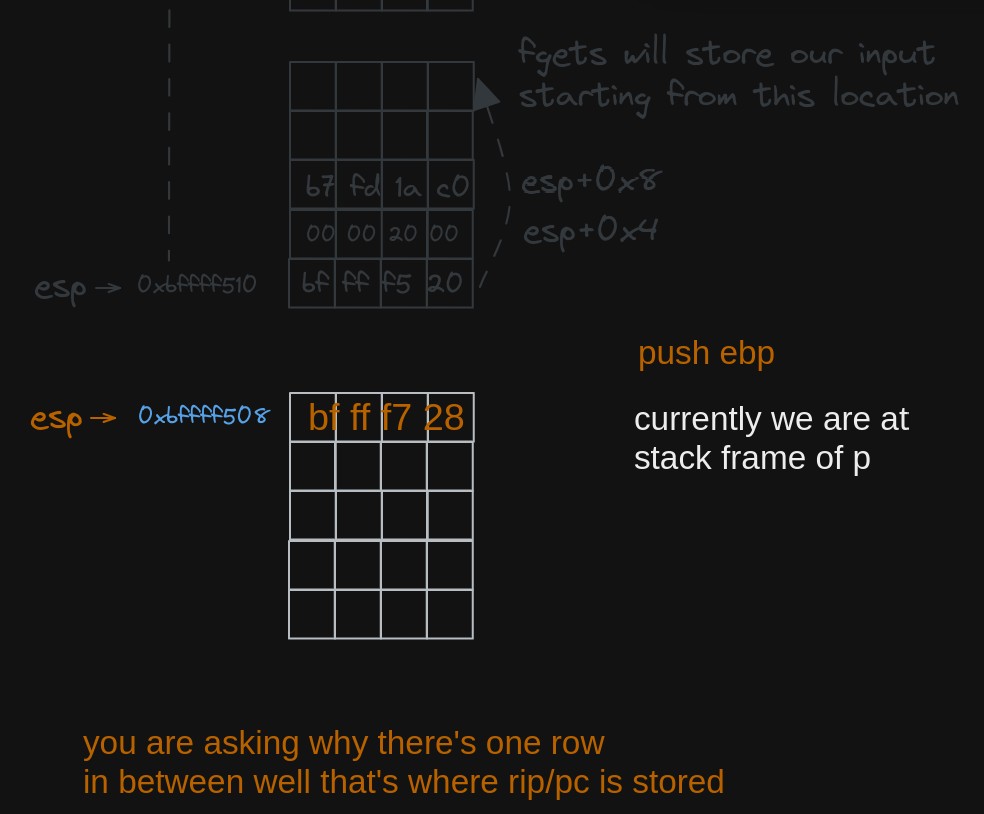 fgets will store our input
starting from this location
b7 fd 1a c0
esp+0x8
00 00 20 00
esp+0x4
esp → 0xbffff510
bf ff f5 20
push ebp
esp → 0xbffff508
bf ff f7 28
currently we are at
stack frame of p
you are asking why there's one row
in between well that's where rip/pc is stored